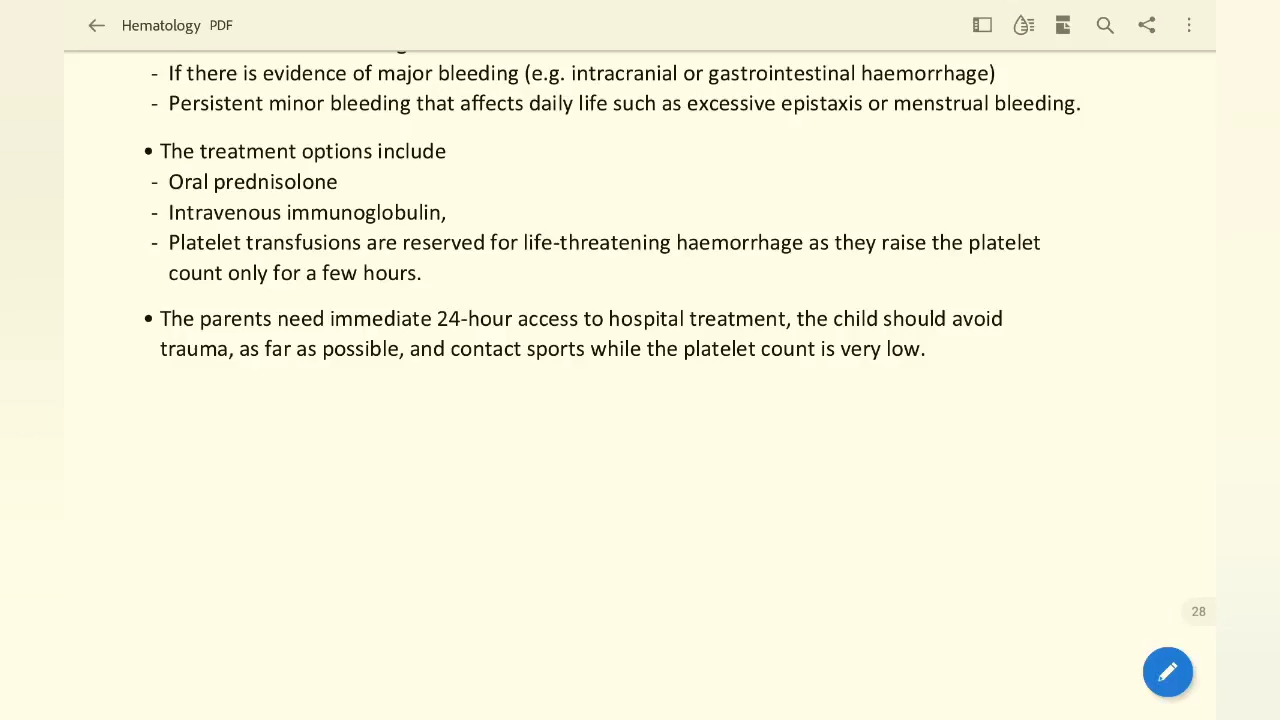 Hematology PDF
- If there is evidence of major bleeding (e.g. intracranial or gastrointestinal haemorrhage)
- Persistent minor bleeding that affects daily life such as excessive epistaxis or menstrual bleeding.
• The treatment options include
- Oral prednisolone
- Intravenous immunoglobulin,
- Platelet transfusions are reserved for life-threatening haemorrhage as they raise the platelet
count only for a few hours.
• The parents need immediate 24-hour access to hospital treatment, the child should avoid
trauma, as far as possible, and contact sports while the platelet count is very low.
28